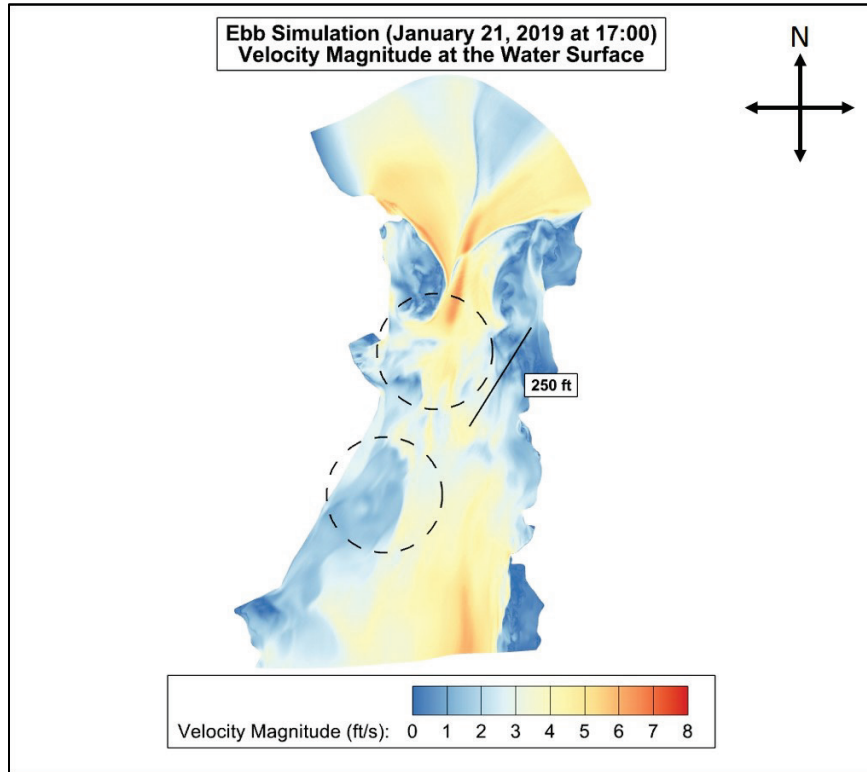 Ebb Simulation (January 21, 2019 at 17:00)
Velocity Magnitude at the Water Surface
N
250 ft
Velocity Magnitude (ft/s): 0 1 2 3 4 5 6 7 8